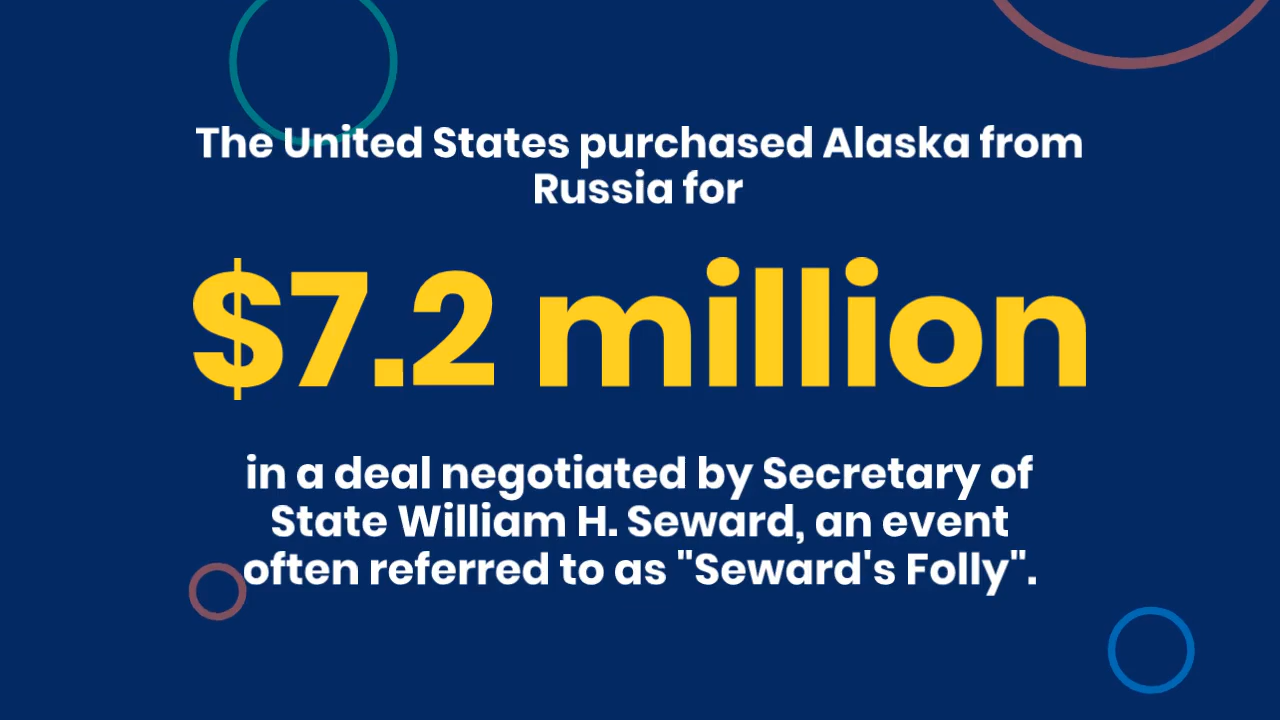 The United States purchased Alaska from
Russia for
$7.2 million
in a deal negotiated by Secretary of
State William H. Seward, an event
often referred to as "Seward's Folly".